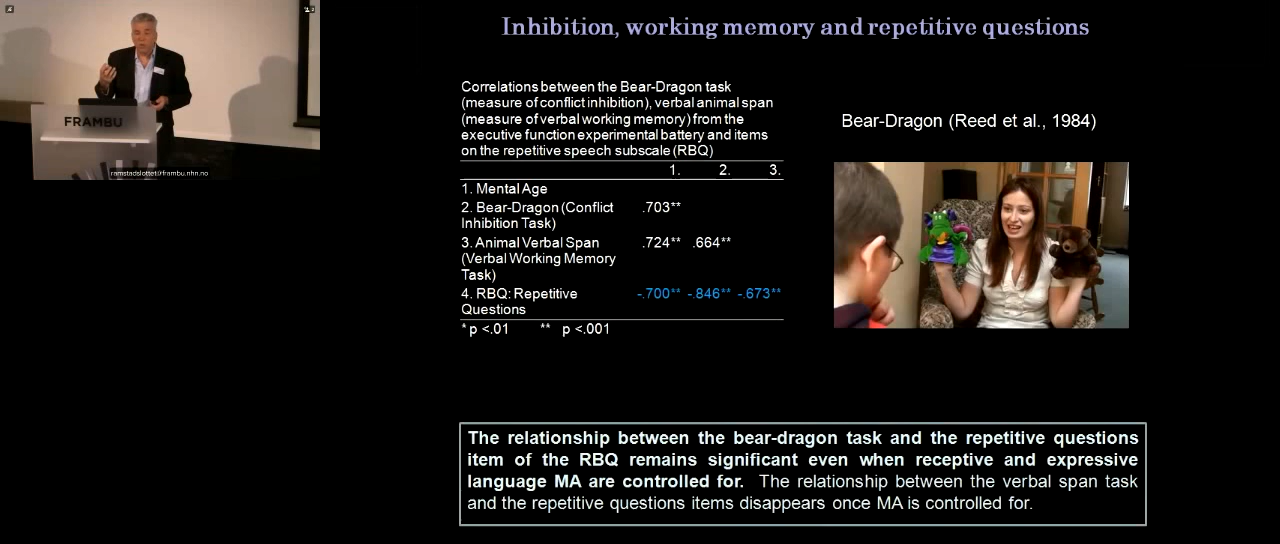 FRAMBU
ramstadslottet@frambu.nhn.no
Inhibition, working memory and repetitive questions
Correlations between the Bear-Dragon task
(measure of conflict inhibition), verbal animal span
(measure of verbal working memory) from the
executive function experimental battery and items
on the repetitive speech subscale (RBQ)
1. 2. 3.
1. Mental Age
2. Bear-Dragon (Conflict .703**
Inhibition Task)
3. Animal Verbal Span .724** .664**
(Verbal Working Memory
Task)
4. RBQ: Repetitive -.700** -.846** -.673**
Questions
* p <.01 ** p <.001
Bear-Dragon (Reed et al., 1984)
The relationship between the bear-dragon task and the repetitive questions
item of the RBQ remains significant even when receptive and expressive
language MA are controlled for. The relationship between the verbal span task
and the repetitive questions items disappears once MA is controlled for.